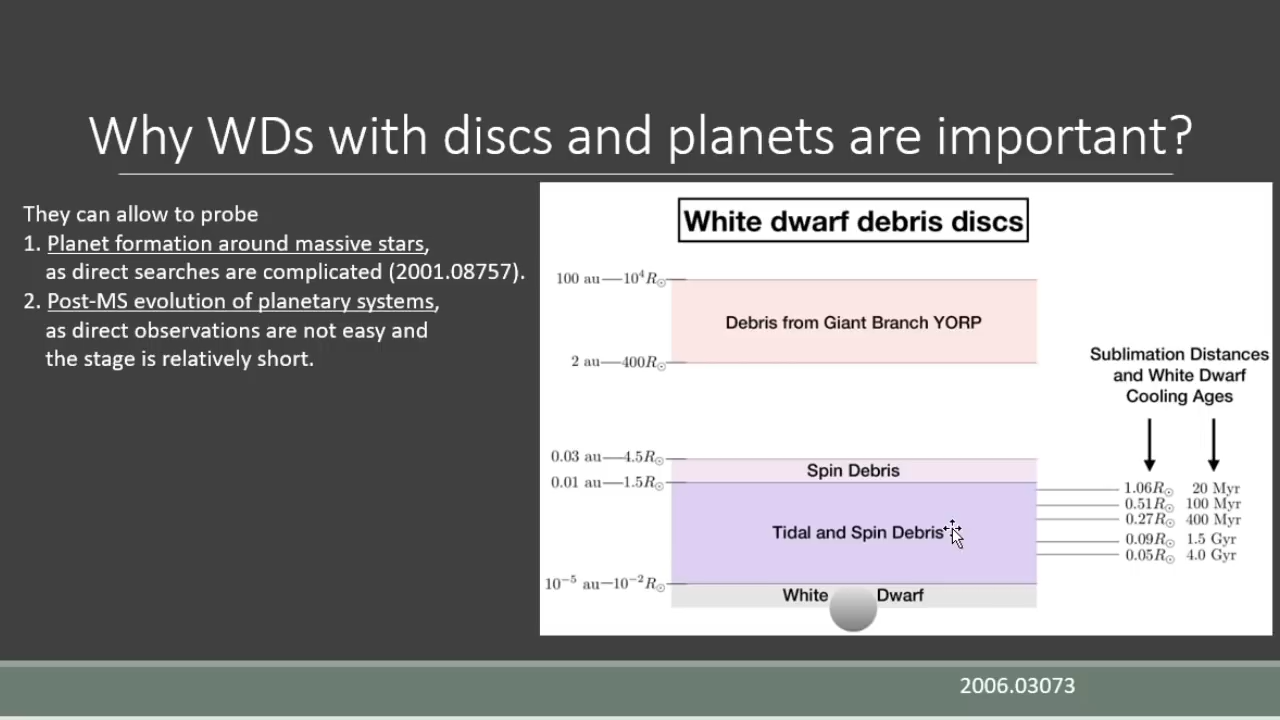 Why WDs with discs and planets are important?
They can allow to probe
1. Planet formation around massive stars,
as direct searches are complicated (2001.08757).
2. Post-MS evolution of planetary systems,
as direct observations are not easy and
the stage is relatively short.
White dwarf debris discs
100 au—10⁴R☉
Debris from Giant Branch YORP
2 au—400R☉
Sublimation Distances
and White Dwarf
Cooling Ages
0.03 au—4.5R☉
Spin Debris
0.01 au—1.5R☉
1.06R☉ 20 Myr
0.51R☉ 100 Myr
0.27R☉ 400 Myr
0.09R☉ 1.5 Gyr
0.05R☉ 4.0 Gyr
Tidal and Spin Debris
10⁻⁵ au—10⁻²R☉
White Dwarf
2006.03073